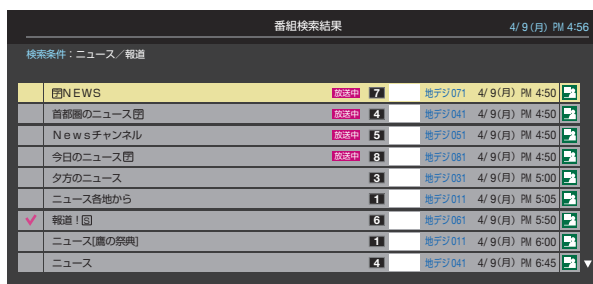 番組検索結果 4/ 9(月) PM 4:56
検索条件：ニュース／報道
🈑NEWS 放送中 7 地デジ071 4/ 9(月) PM 4:50
首都圏のニュース🈑 放送中 4 地デジ041 4/ 9(月) PM 4:50
Newsチャンネル 放送中 5 地デジ051 4/ 9(月) PM 4:50
今日のニュース🈑 放送中 8 地デジ081 4/ 9(月) PM 4:50
夕方のニュース 3 地デジ031 4/ 9(月) PM 5:00
ニュース各地から 1 地デジ011 4/ 9(月) PM 5:05
報道！🅂 6 地デジ061 4/ 9(月) PM 5:50
ニュース[鷹の祭典] 1 地デジ011 4/ 9(月) PM 6:00
ニュース 4 地デジ041 4/ 9(月) PM 6:45